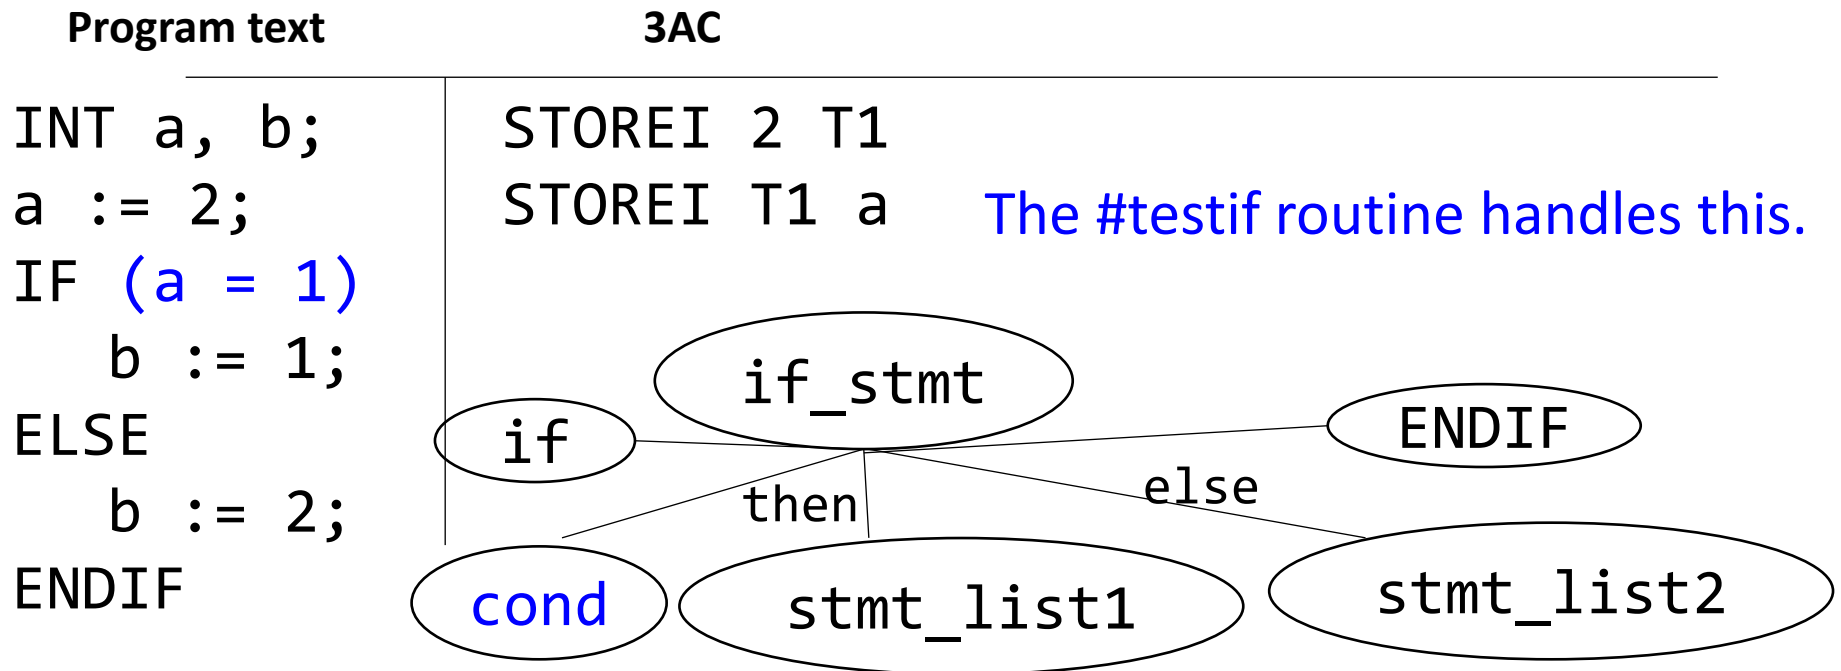 Program text 3AC
INT a, b; STOREI 2 T1
a := 2; STOREI T1 a The #testif routine handles this.
IF (a = 1)
b := 1; if_stmt
ELSE if ENDIF
then else
b := 2;
ENDIF cond stmt_list1 stmt_list2